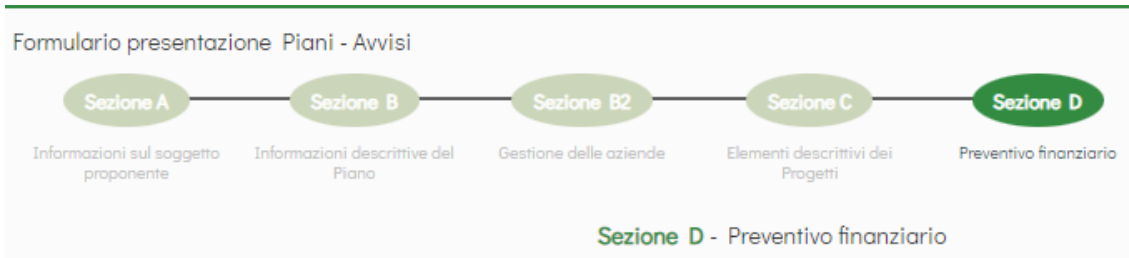 Formulario presentazione Piani - Avvisi
Sezione A
Sezione B
Sezione B2
Sezione C
Sezione D
Informazioni sul soggetto
proponente
Informazioni descrittive del
Piano
Gestione delle aziende
Elementi descrittivi dei
Progetti
Preventivo finanziario
Sezione D - Preventivo finanziario